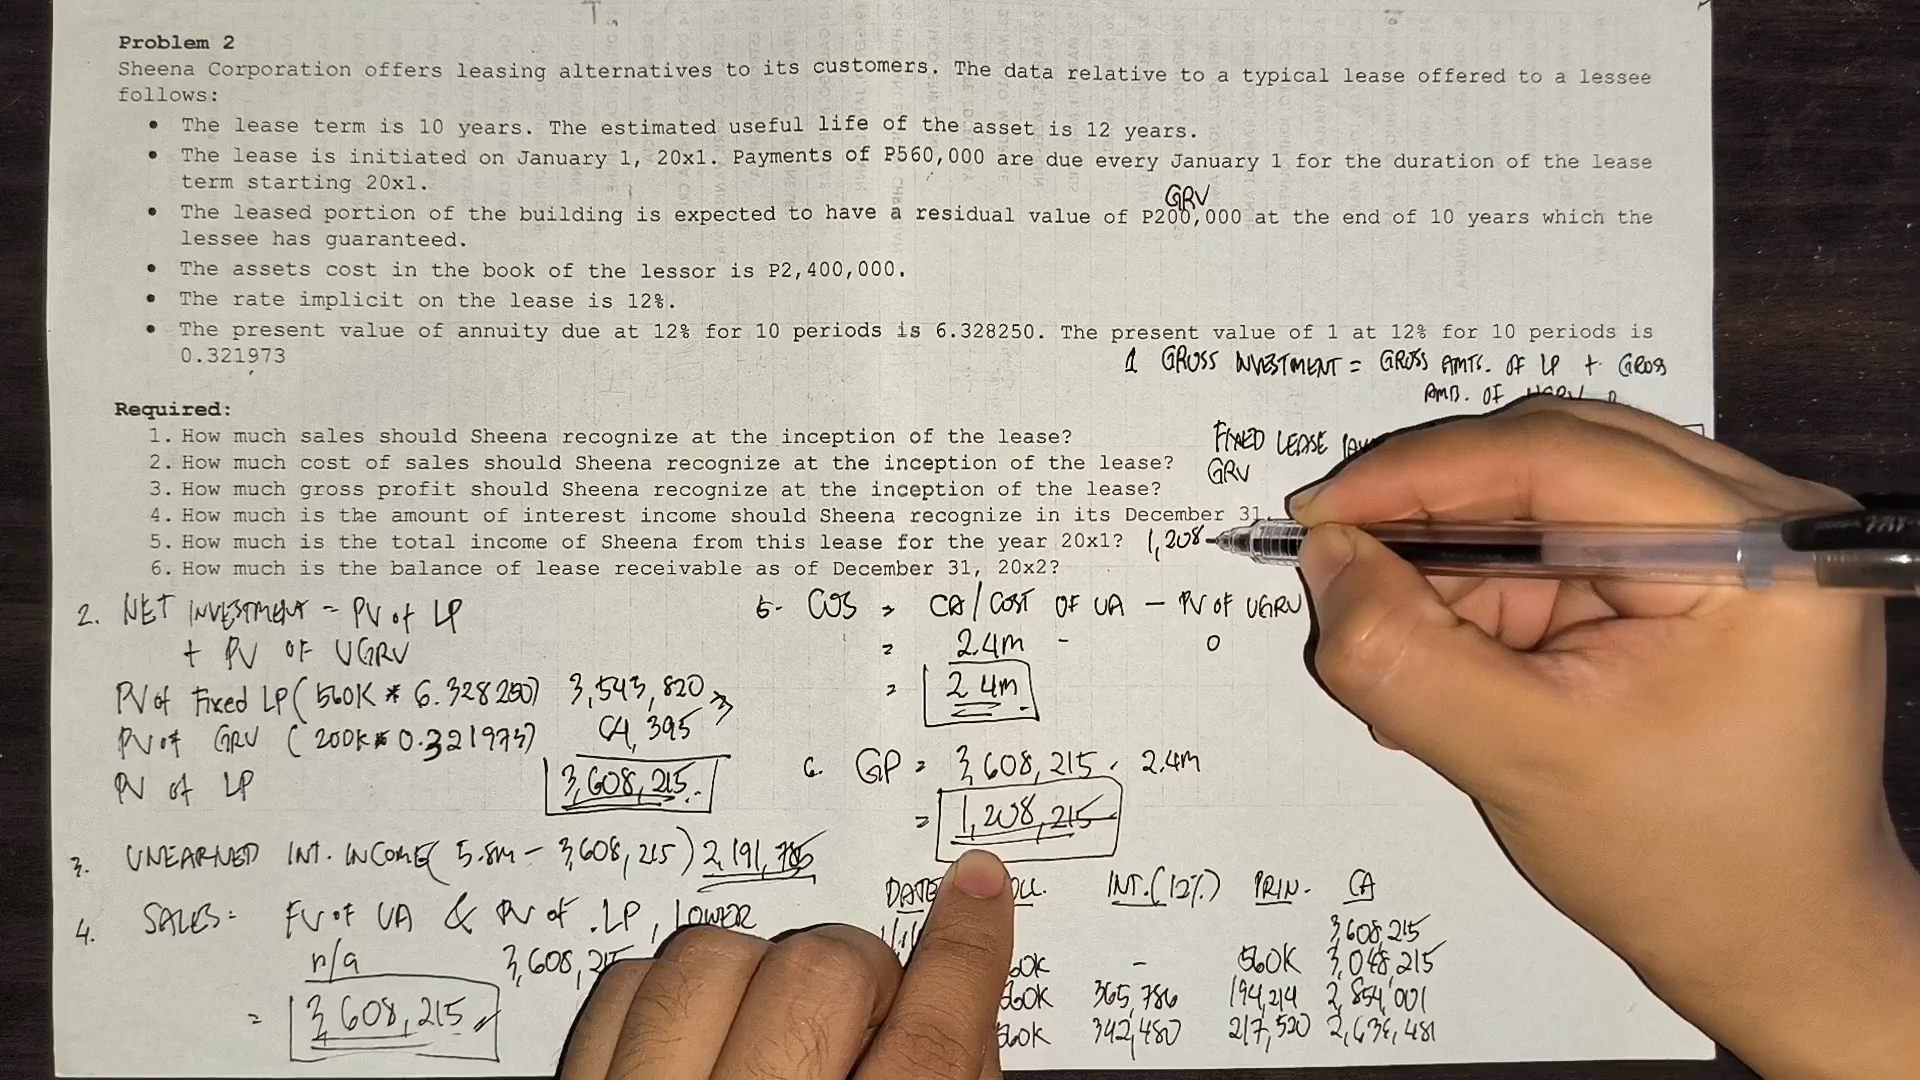 Problem 2
Sheena Corporation offers leasing alternatives to its customers. The data relative to a typical lease offered to a lessee
follows:
• The lease term is 10 years. The estimated useful life of the asset is 12 years.
• The lease is initiated on January 1, 20x1. Payments of P560,000 are due every January 1 for the duration of the lease
term starting 20x1.
GRV
• The leased portion of the building is expected to have a residual value of P200,000 at the end of 10 years which the
lessee has guaranteed.
• The assets cost in the book of the lessor is P2,400,000.
• The rate implicit on the lease is 12%.
• The present value of annuity due at 12% for 10 periods is 6.328250. The present value of 1 at 12% for 10 periods is
0.321973
1 GROSS INVESTMENT = GROSS AMTS. OF LP + GROSS
OF
Required:
1. How much sales should Sheena recognize at the inception of the lease?
FIXED LEASE
2. How much cost of sales should Sheena recognize at the inception of the lease?
GRV
3. How much gross profit should Sheena recognize at the inception of the lease?
4. How much is the amount of interest income should Sheena recognize in its December 31,
5. How much is the total income of Sheena from this lease for the year 20x1? 1,208
6. How much is the balance of lease receivable as of December 31, 20x2?
2. NET INVESTMENT = PV of LP
+ PV OF UGRV
PV of Fixed LP (560K * 6.328250) 3,543,820
PV of GRV (200K * 0.321973) 64,395
PV of LP 3,608,215
3. UNEARNED INT. INCOME (5.8M - 3,608,215) 2,191,785
4. SALES = FV of UA & PV of LP, LOWER
n/a 3,608,215
= 3,608,215
5. COS = CA/COST OF UA - PV OF UGRV
= 2.4M - 0
= 2.4M
6. GP = 3,608,215 - 2.4M
= 1,208,215
DATE INT. (12%) PRIN. CA
3,608,215
- 560K 3,048,215
365,786 194,214 2,854,001
342,480 217,520 2,636,481